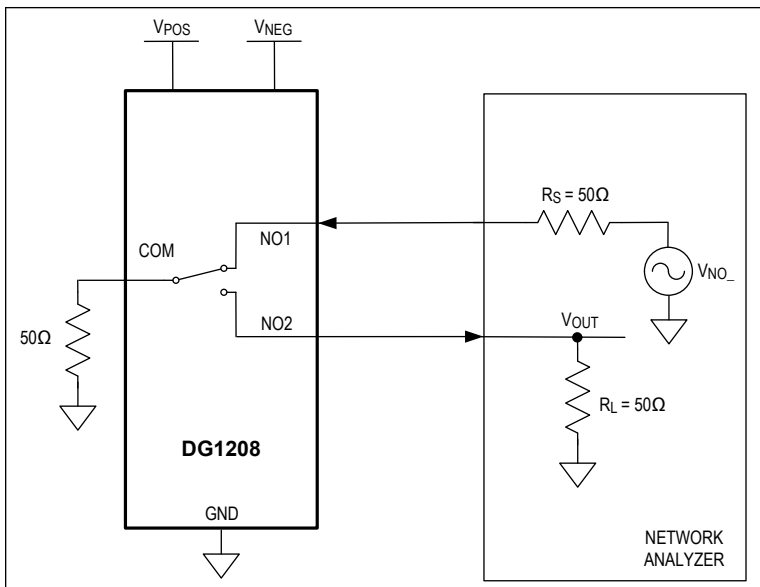 VPOS
VNEG
RS = 50Ω
COM
NO1
VNO_
50Ω
NO2
VOUT
RL = 50Ω
DG1208
GND
NETWORK
ANALYZER